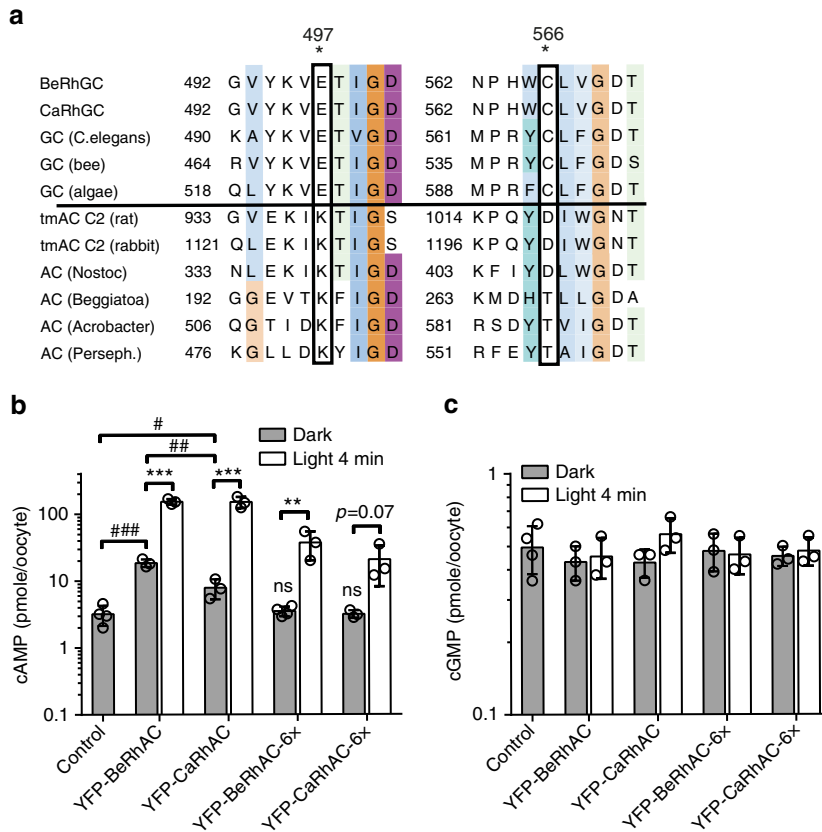 a
497 566
* *
BeRhGC 492 G V Y K V E T I G D 562 N P H W C L V G D T
CaRhGC 492 G V Y K V E T I G D 562 N P H W C L V G D T
GC (C.elegans) 490 K A Y K V E T V G D 561 M P R Y C L F G D T
GC (bee) 464 R V Y K V E T I G D 535 M P R Y C L F G D S
GC (algae) 518 Q L Y K V E T I G D 588 M P R F C L F G D T
tmAC C2 (rat) 933 G V E K I K T I G S 1014 K P Q Y D I W G N T
tmAC C2 (rabbit) 1121 Q L E K I K T I G S 1196 K P Q Y D I W G N T
AC (Nostoc) 333 N L E K I K T I G D 403 K F I Y D L W G D T
AC (Beggiatoa) 192 G G E V T K F I G D 263 K M D H T L L G D A
AC (Acrobacter) 506 Q G T I D K F I G D 581 R S D Y T V I G D T
AC (Perseph.) 476 K G L L D K Y I G D 551 R F E Y T A I G D T
b
#
##
###
Dark
Light 4 min
*** *** ** p=0.07
ns ns
cAMP (pmole/oocyte)
100
10
1
0.1
Control
YFP-BeRhAC
YFP-CaRhAC
YFP-BeRhAC-6x
YFP-CaRhAC-6x
c
Dark
Light 4 min
cGMP (pmole/oocyte)
1
0.1
Control
YFP-BeRhAC
YFP-CaRhAC
YFP-BeRhAC-6x
YFP-CaRhAC-6x